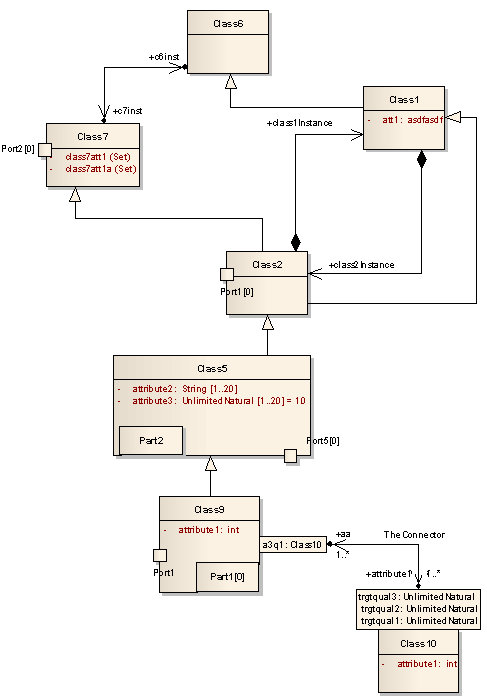 Class6
+c6inst
Class1
- att1: asdfasdf
+c7inst
+class1Instance
Class7
Port2[0]
class7att1 (Set)
- class7att1a (Set)
Class2
+class2Instance
Port1[0]
Class5
- attribute2: String [1..20]
- attribute3: UnlimitedNatural [1..20] = 10
Part2
Port5[0]
Class9
- attribute1: int
+aa
The Connector
a3q1: Class10
1..*
Port1
Part1[0]
+attribute1
1..*
trgtqual3: UnlimitedNatural
trgtqual2: UnlimitedNatural
trgtqual1: UnlimitedNatural
Class10
- attribute1: int